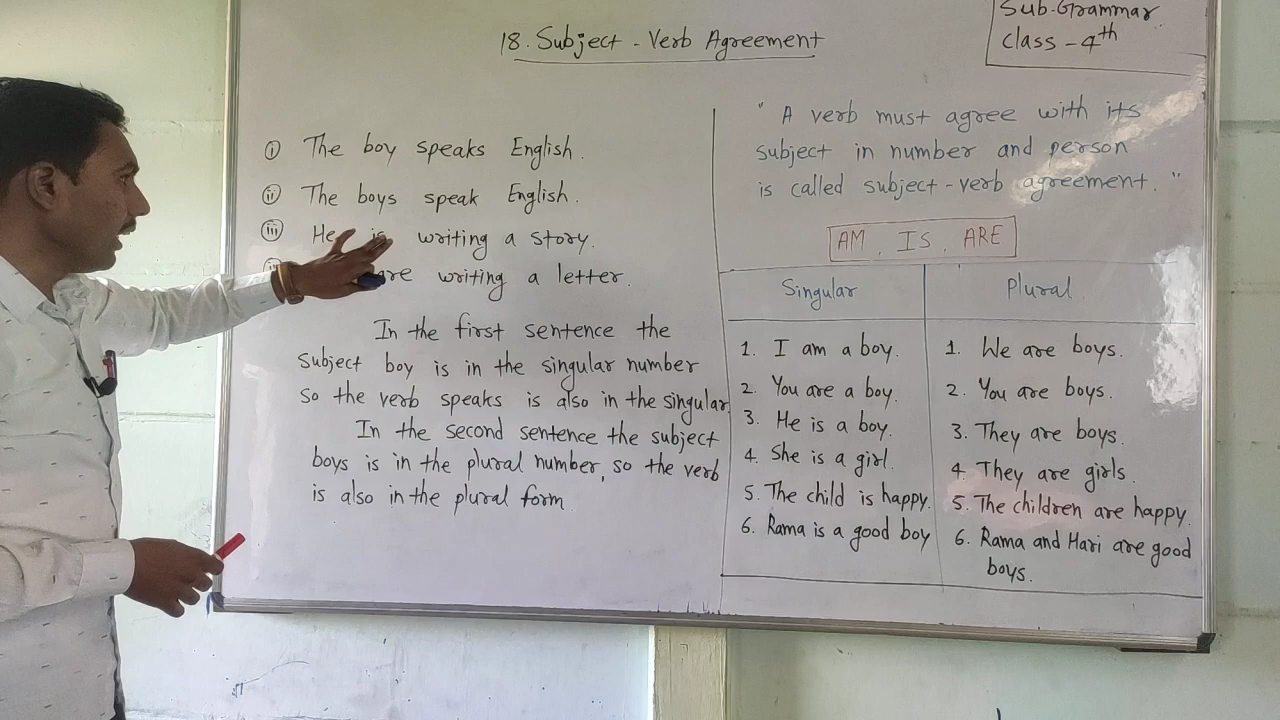 Sub-Grammar
Class - 4th
18. Subject - Verb Agreement
i The boy speaks English.
ii The boys speak English.
iii He is writing a story.
are writing a letter.
In the first sentence the
Subject boy is in the singular number
so the verb speaks is also in the singular
In the second sentence the subject
boys is in the plural number, so the verb
is also in the plural form.
" A verb must agree with its
subject in number and person
is called subject-verb agreement. "
AM , IS , ARE
Singular
1. I am a boy.
2. You are a boy.
3. He is a boy.
4. She is a girl.
5. The child is happy.
6. Rama is a good boy
Plural
1. We are boys.
2. You are boys.
3. They are boys.
4. They are girls.
5. The children are happy.
6. Rama and Hari are good
boys.